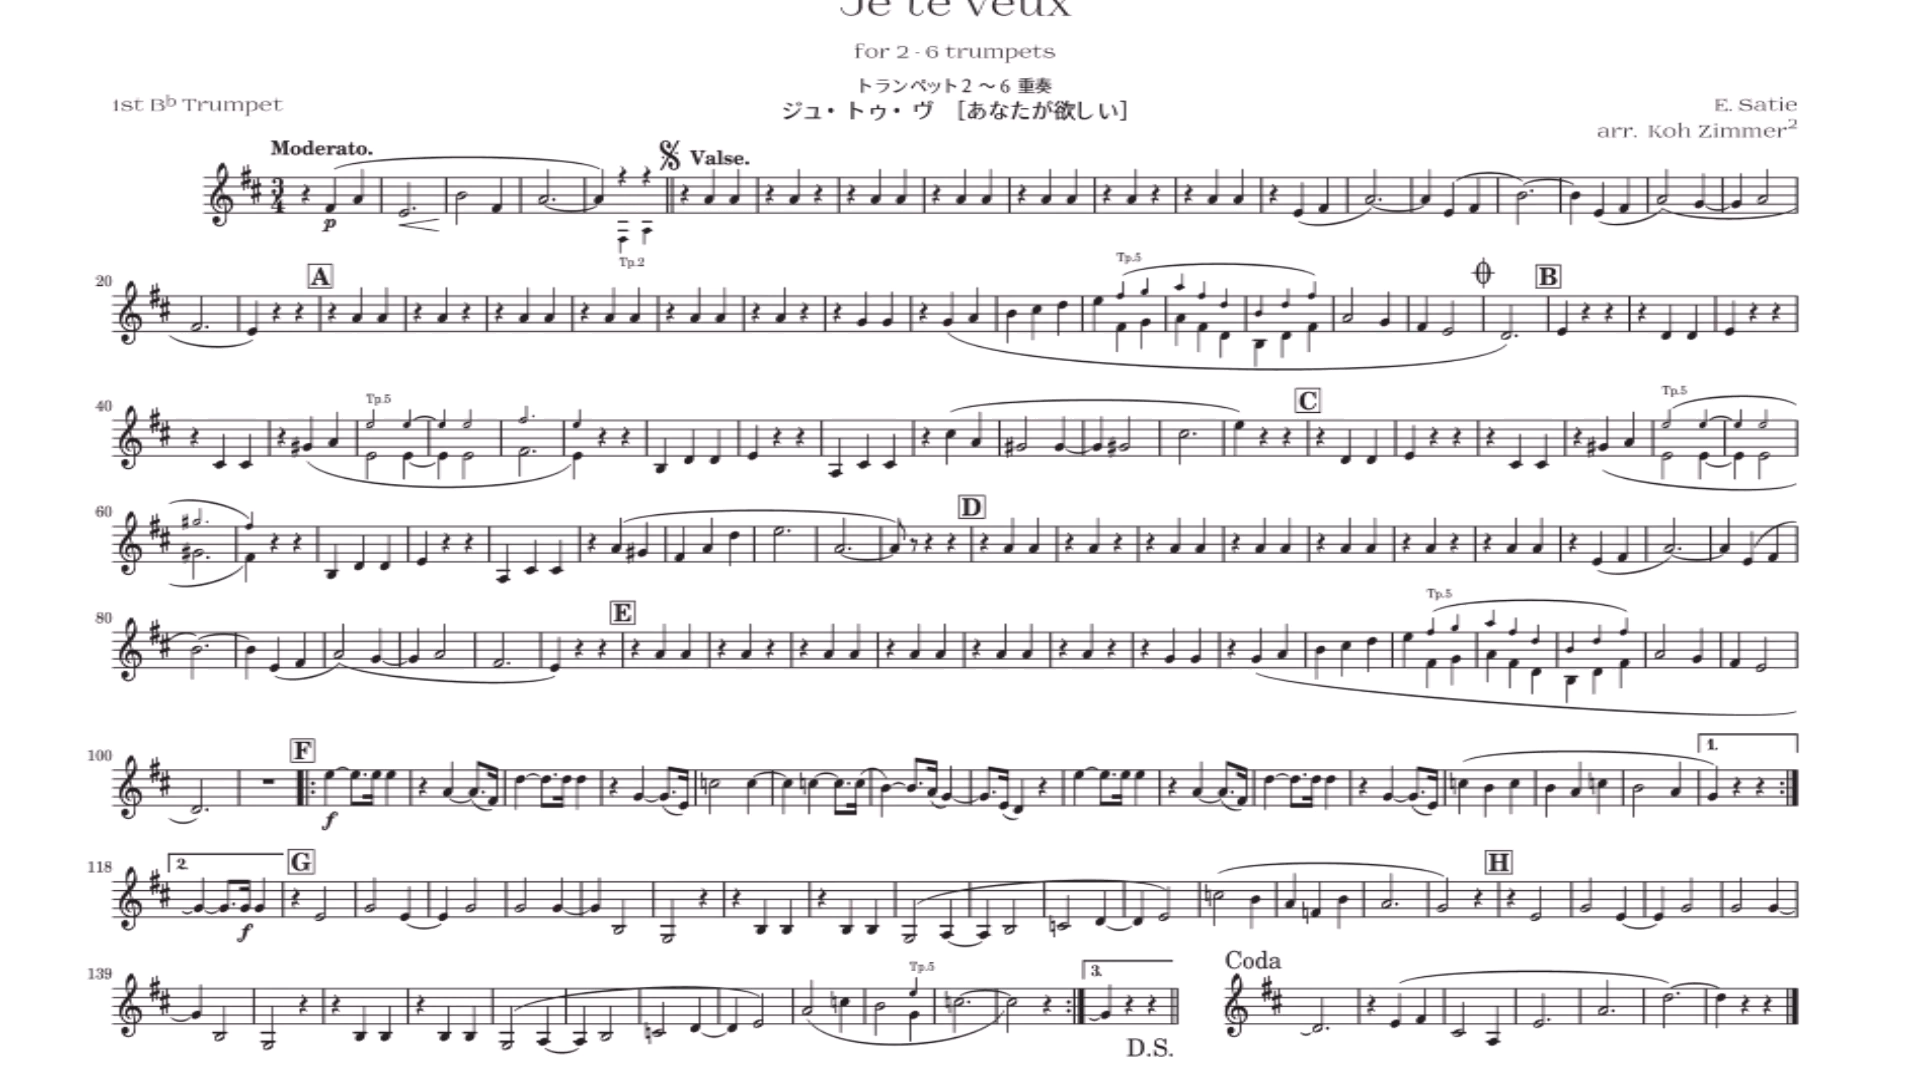 Je te veux
for 2 - 6 trumpets
トランペット2 〜 6 重奏
ジュ・トゥ・ヴ [あなたが欲しい]
1st B♭ Trumpet
E. Satie
arr. Koh Zimmer²
Moderato.
Valse.
3
4
p
Tp.2
20
A
Tp.5
B
40
Tp.5
C
Tp.5
60
D
80
E
Tp.5
100
F
f
1.
118
2.
f
G
H
139
Tp.5
3.
D.S.
Coda